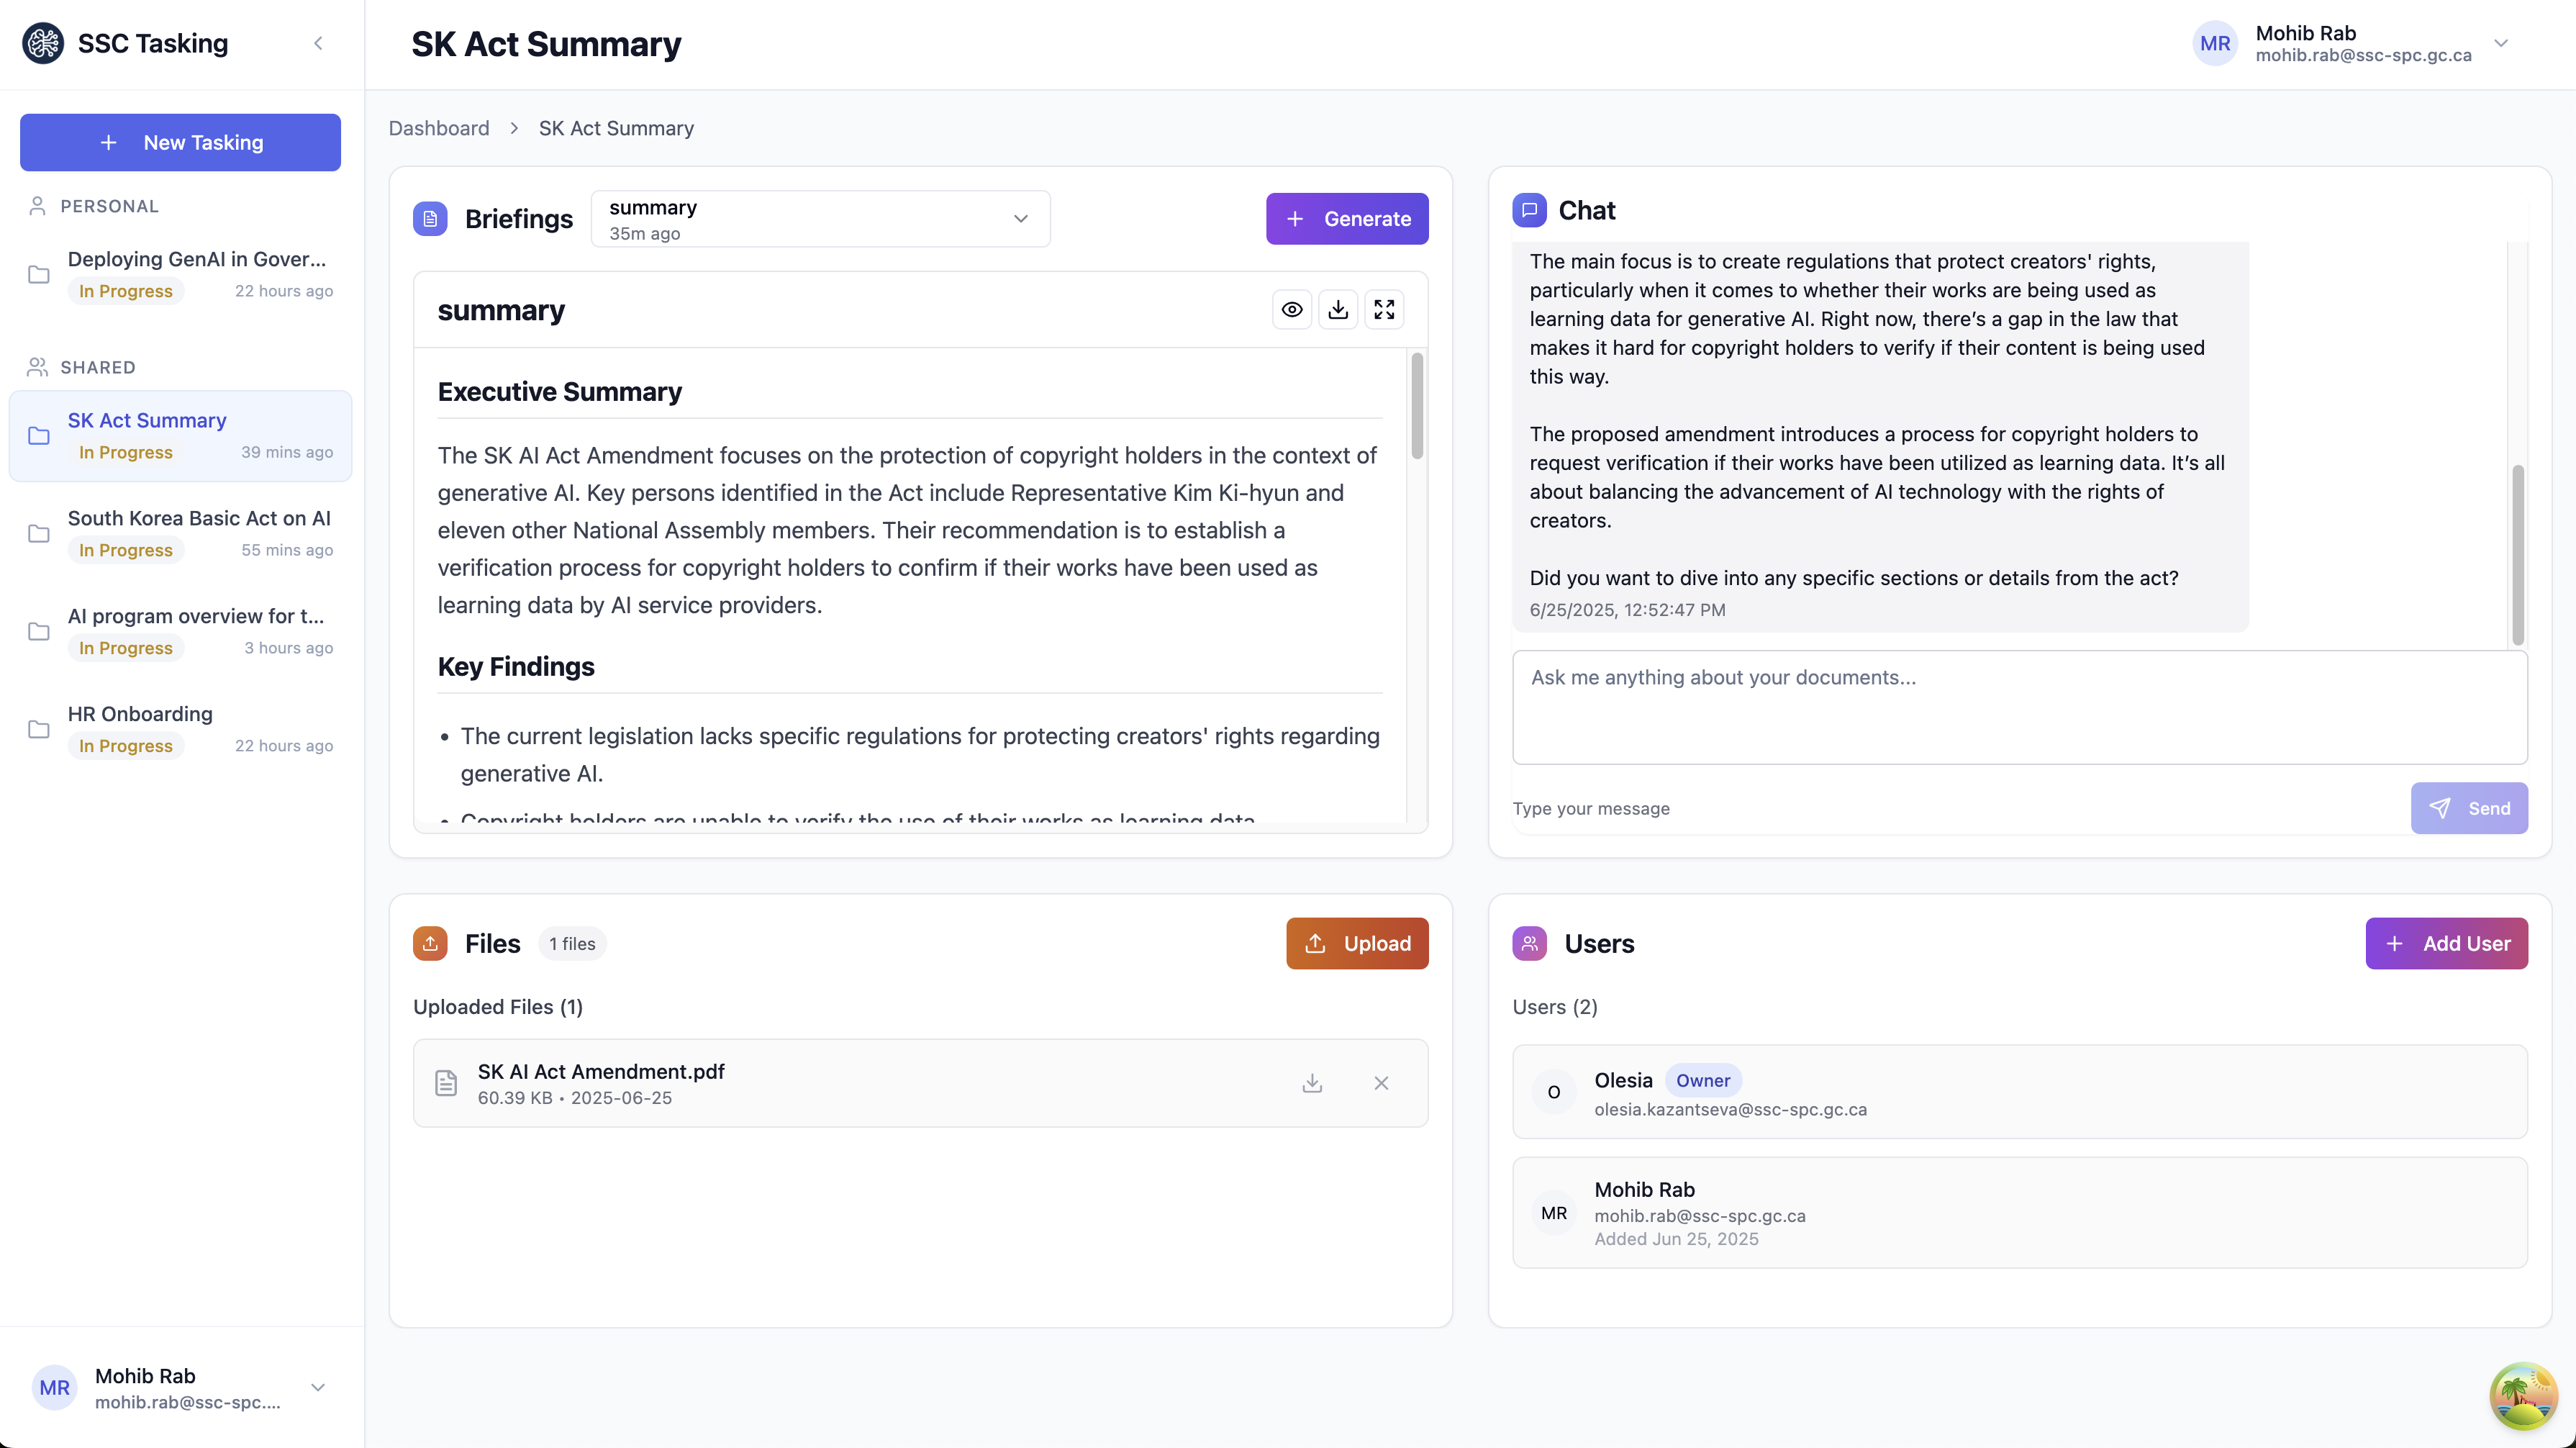 SSC Tasking
New Tasking
PERSONAL
Deploying GenAI in Gover...
In Progress
22 hours ago
SHARED
SK Act Summary
In Progress
39 mins ago
South Korea Basic Act on AI
In Progress
55 mins ago
AI program overview for t...
In Progress
3 hours ago
HR Onboarding
In Progress
22 hours ago
MR
Mohib Rab
mohib.rab@ssc-spc....
SK Act Summary
MR
Mohib Rab
mohib.rab@ssc-spc.gc.ca
Dashboard
SK Act Summary
Briefings
summary
35m ago
Generate
summary
Executive Summary
The SK AI Act Amendment focuses on the protection of copyright holders in the context of
generative AI. Key persons identified in the Act include Representative Kim Ki-hyun and
eleven other National Assembly members. Their recommendation is to establish a
verification process for copyright holders to confirm if their works have been used as
learning data by AI service providers.
Key Findings
• The current legislation lacks specific regulations for protecting creators' rights regarding
generative AI.
• Copyright holders are unable to verify the use of their works as learning data.
Chat
The main focus is to create regulations that protect creators' rights,
particularly when it comes to whether their works are being used as
learning data for generative AI. Right now, there’s a gap in the law that
makes it hard for copyright holders to verify if their content is being used
this way.
The proposed amendment introduces a process for copyright holders to
request verification if their works have been utilized as learning data. It’s all
about balancing the advancement of AI technology with the rights of
creators.
Did you want to dive into any specific sections or details from the act?
6/25/2025, 12:52:47 PM
Ask me anything about your documents...
Type your message
Send
Files
1 files
Upload
Uploaded Files (1)
SK AI Act Amendment.pdf
60.39 KB • 2025-06-25
Users
Add User
Users (2)
O
Olesia
Owner
olesia.kazantseva@ssc-spc.gc.ca
MR
Mohib Rab
mohib.rab@ssc-spc.gc.ca
Added Jun 25, 2025